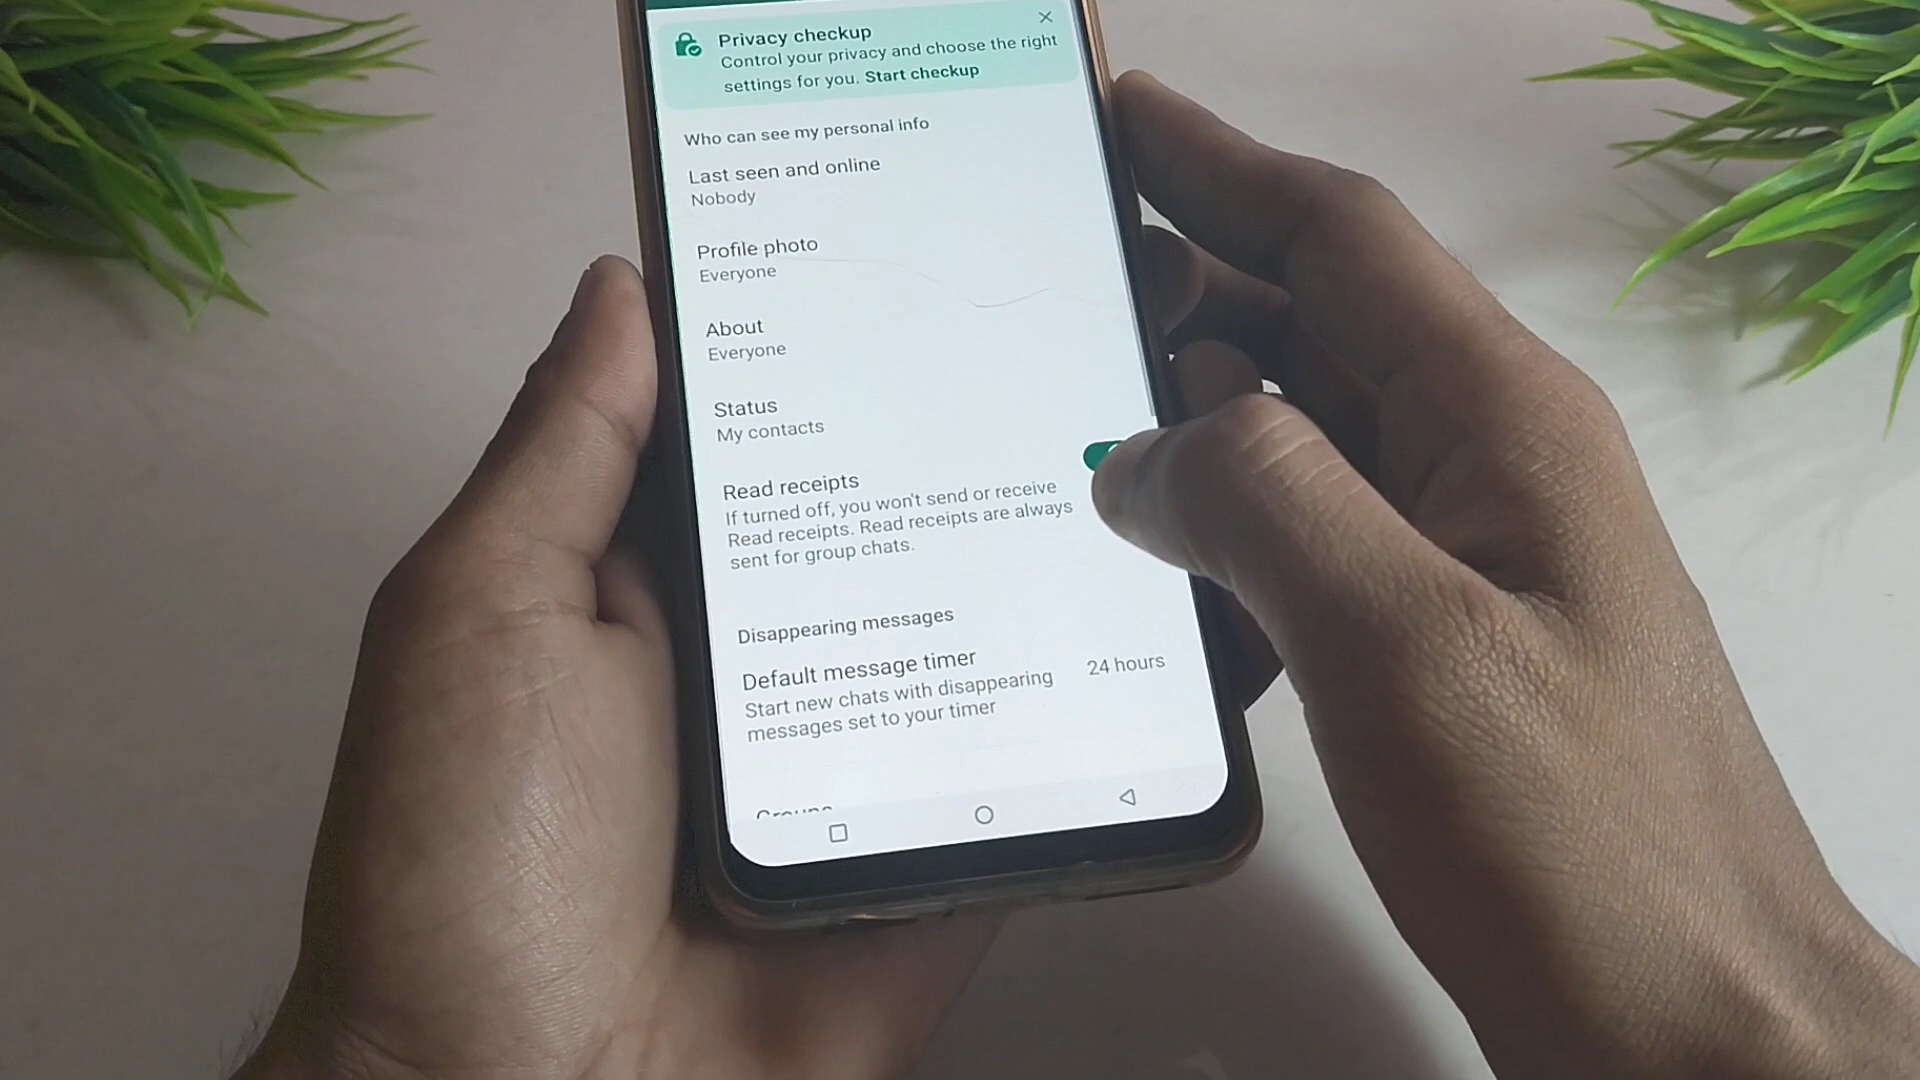 Privacy checkup
Control your privacy and choose the right
settings for you. Start checkup
Who can see my personal info
Last seen and online
Nobody
Profile photo
Everyone
About
Everyone
Status
My contacts
Read receipts
If turned off, you won't send or receive
Read receipts. Read receipts are always
sent for group chats.
Disappearing messages
Default message timer
24 hours
Start new chats with disappearing
messages set to your timer